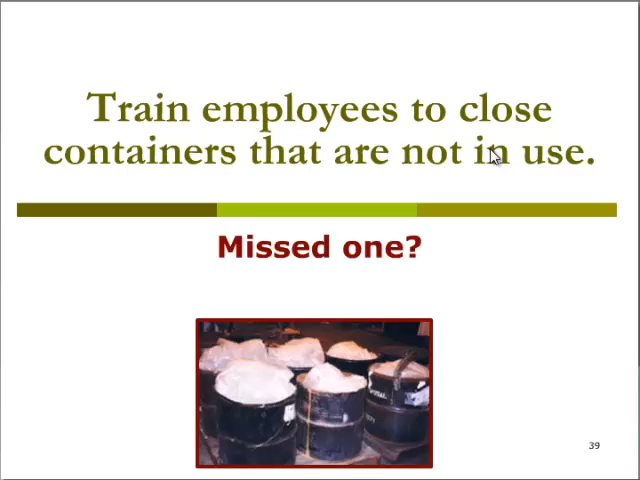 Train employees to close
containers that are not in use.
Missed one?
39